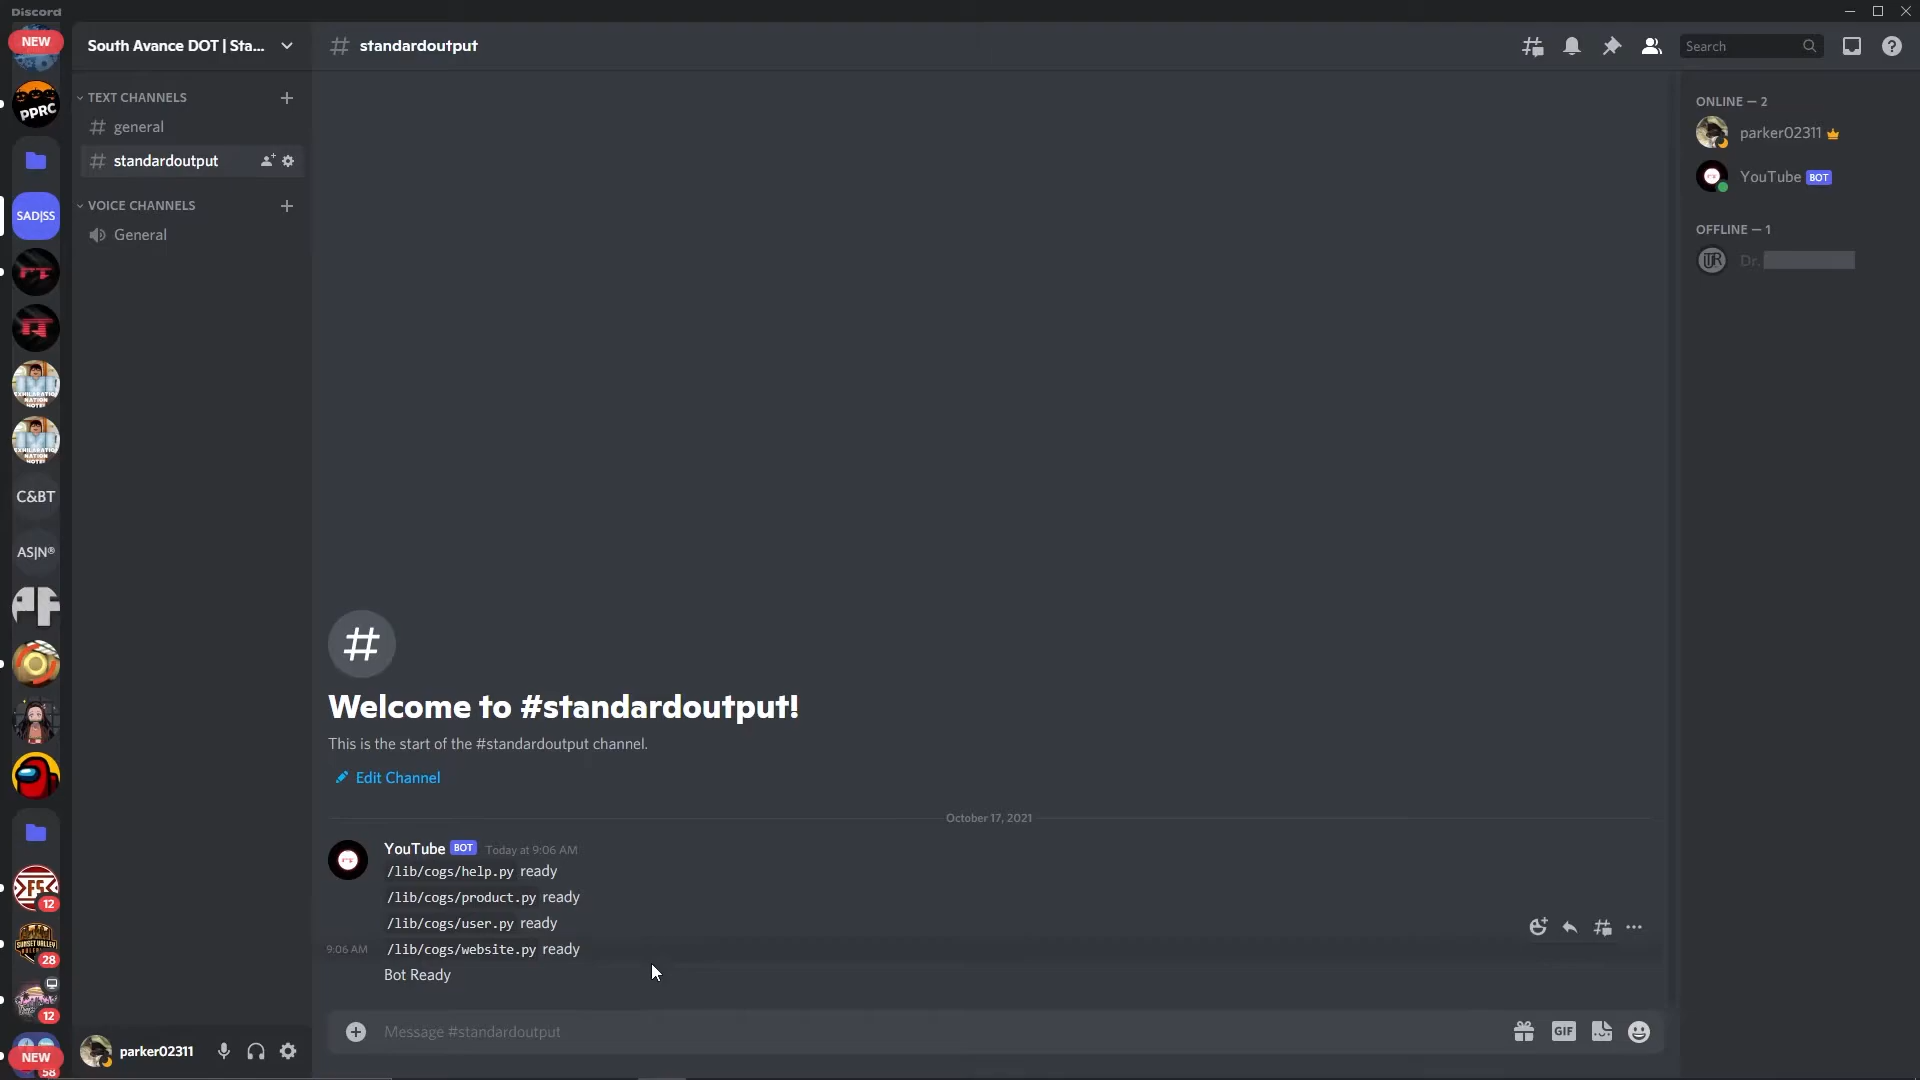 Discord
NEW
PPRC
SAD|SS
C&BT
AS|N®
12
28
12
NEW
58
South Avance DOT | Sta...
TEXT CHANNELS
general
standardoutput
VOICE CHANNELS
General
parker02311
standardoutput
Search
Welcome to #standardoutput!
This is the start of the #standardoutput channel.
Edit Channel
October 17, 2021
YouTube BOT Today at 9:06 AM
/lib/cogs/help.py ready
/lib/cogs/product.py ready
/lib/cogs/user.py ready
9:06 AM /lib/cogs/website.py ready
Bot Ready
Message #standardoutput
GIF
ONLINE — 2
parker02311
YouTube BOT
OFFLINE — 1
Dr.